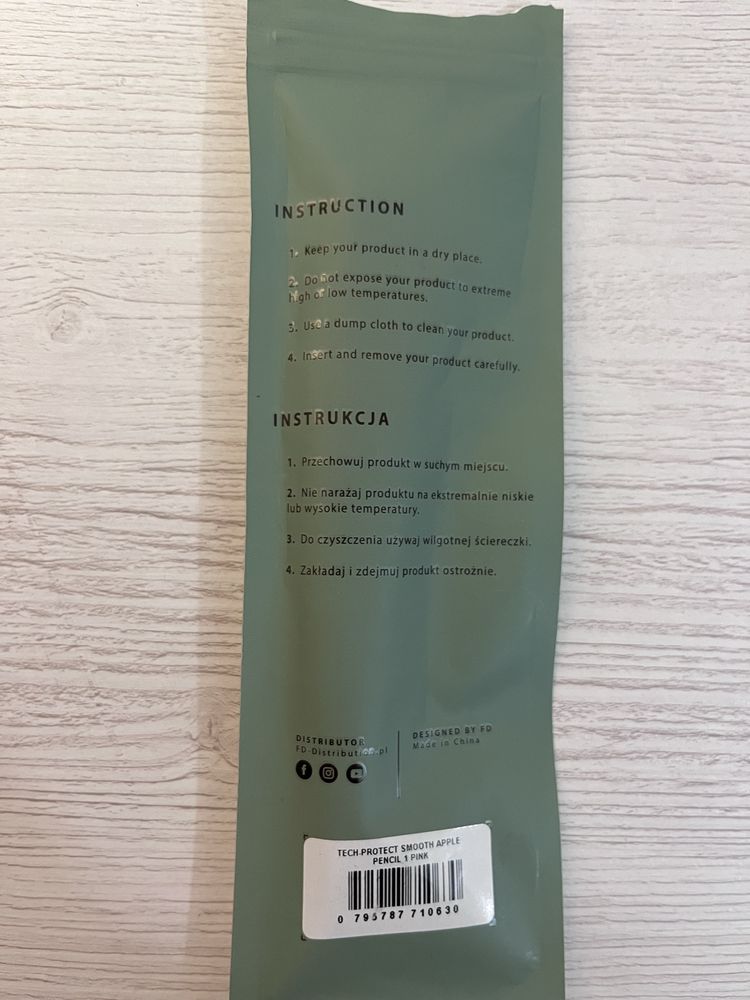 INSTRUCTION
1. Keep your product in a dry place.
2. Do not expose your product to extreme
high or low temperatures.
3. Use a dump cloth to clean your product.
4. Insert and remove your product carefully.
INSTRUKCJA
1. Przechowuj produkt w suchym miejscu.
2. Nie narażaj produktu na ekstremalnie niskie
lub wysokie temperatury.
3. Do czyszczenia używaj wilgotnej ściereczki.
4. Zakładaj i zdejmuj produkt ostrożnie.
DISTRIBUTOR
FD-Distribution.pl
DESIGNED BY FD
Made in China
TECH-PROTECT SMOOTH APPLE
PENCIL 1 PINK
0 795787 710630